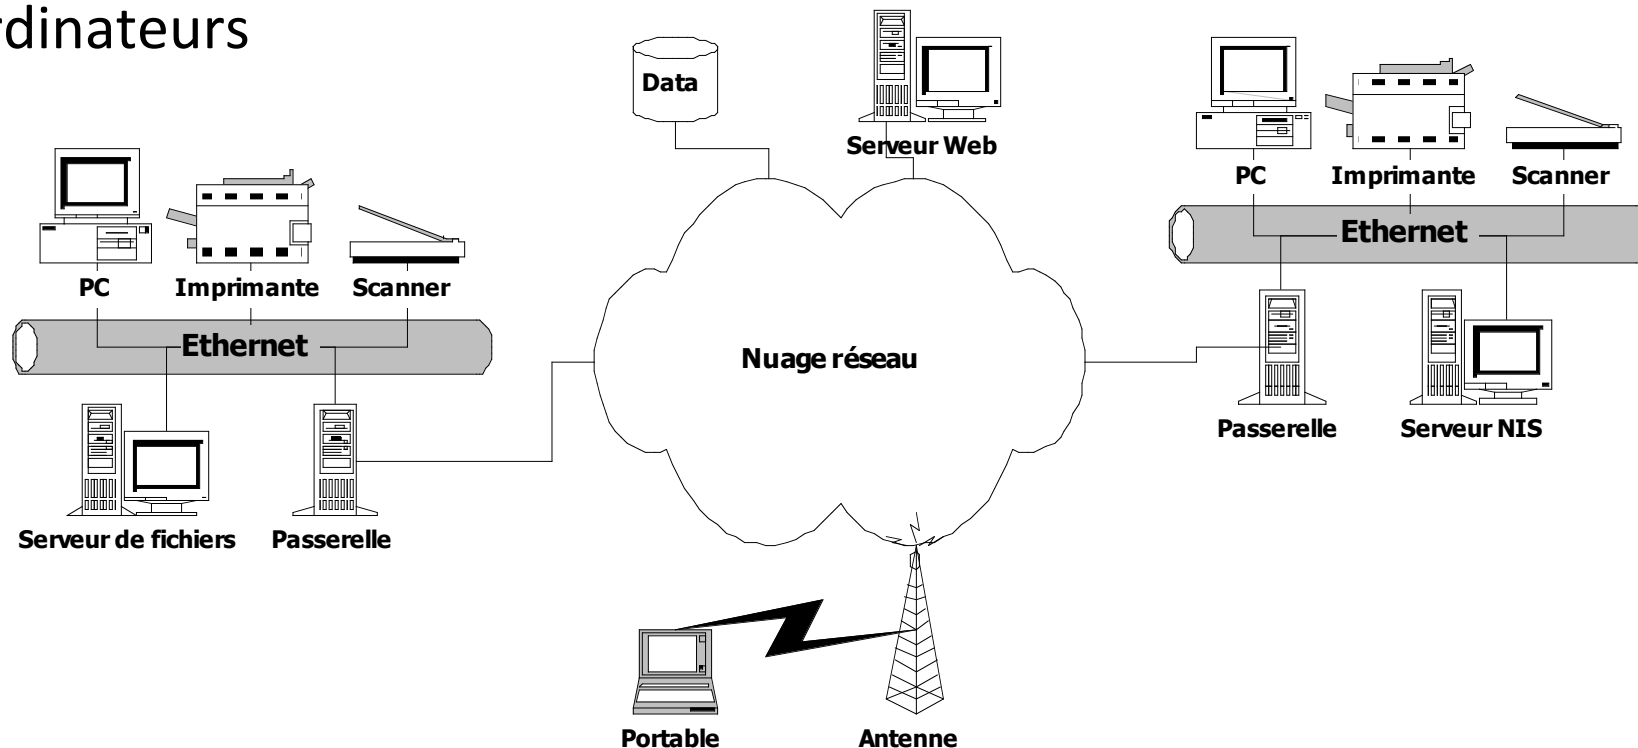 rdinateurs
Data
Serveur Web
PC
Imprimante
Scanner
Ethernet
PC
Imprimante
Scanner
Ethernet
Nuage réseau
Passerelle
Serveur NIS
Serveur de fichiers
Passerelle
Portable
Antenne